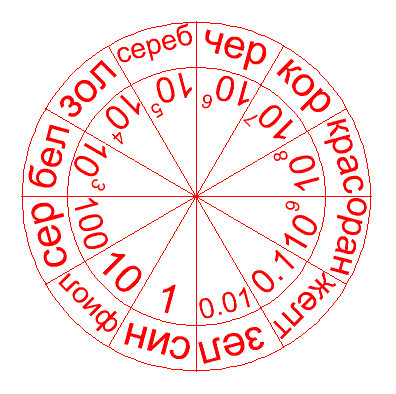 чер
кор
крас
оран
желт
зел
син
фиол
сер
бел
зол
сереб
10⁶
10⁷
10⁸
10⁹
0.1
0.01
1
10
100
10³
10⁴
10⁵